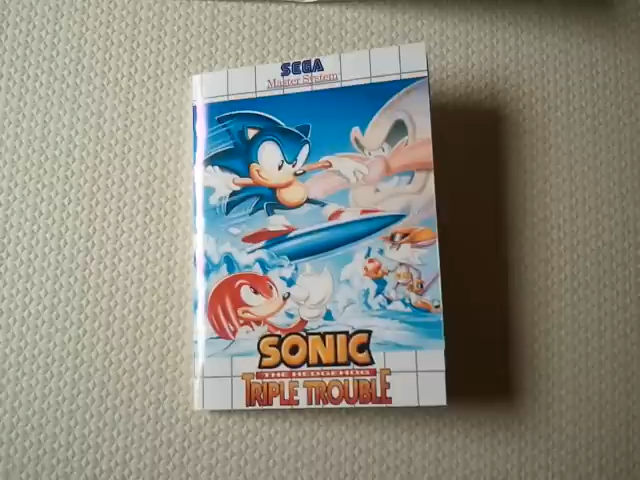 SEGA
Master System
SONIC
THE HEDGEHOG
TRIPLE TROUBLE